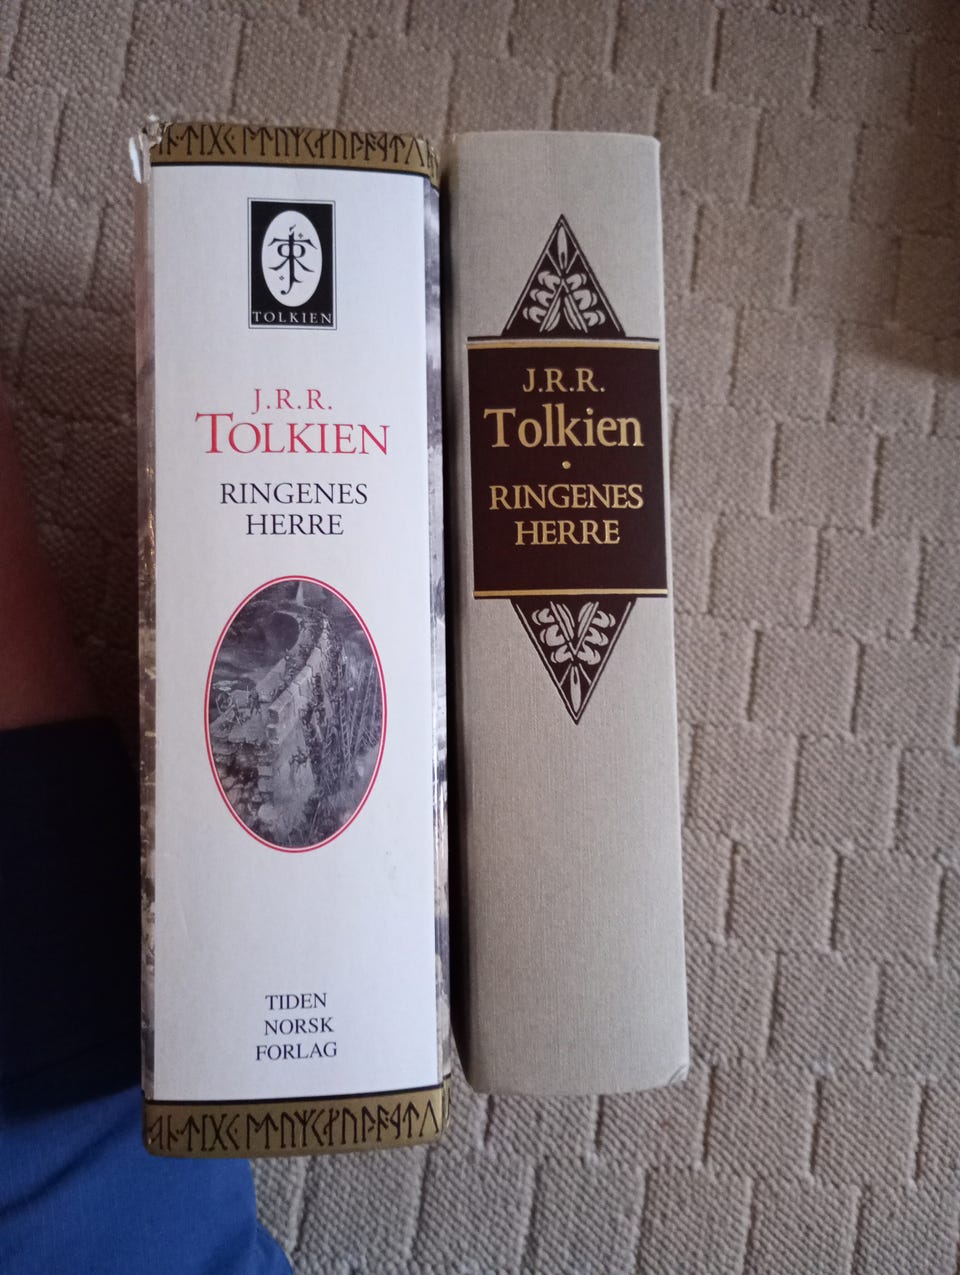 TOLKIEN
J.R.R.
TOLKIEN
RINGENES
HERRE
TIDEN
NORSK
FORLAG
J.R.R.
Tolkien
•
RINGENES
HERRE